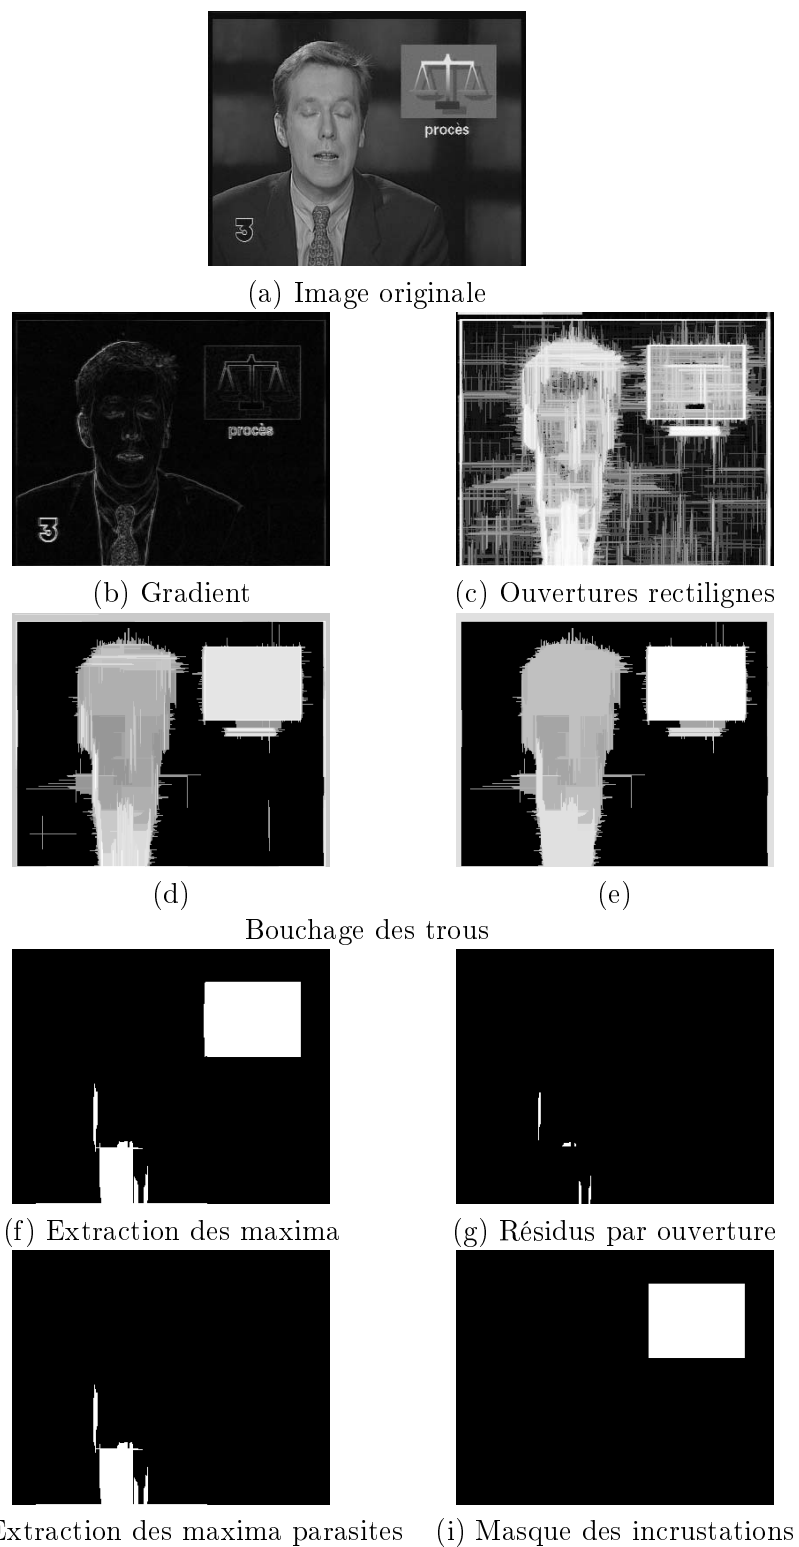 procès
3
(a) Image originale
procès
3
(b) Gradient
(c) Ouvertures rectilignes
(d)
(e)
Bouchage des trous
(f) Extraction des maxima
(g) Résidus par ouverture
Extraction des maxima parasites
(i) Masque des incrustations